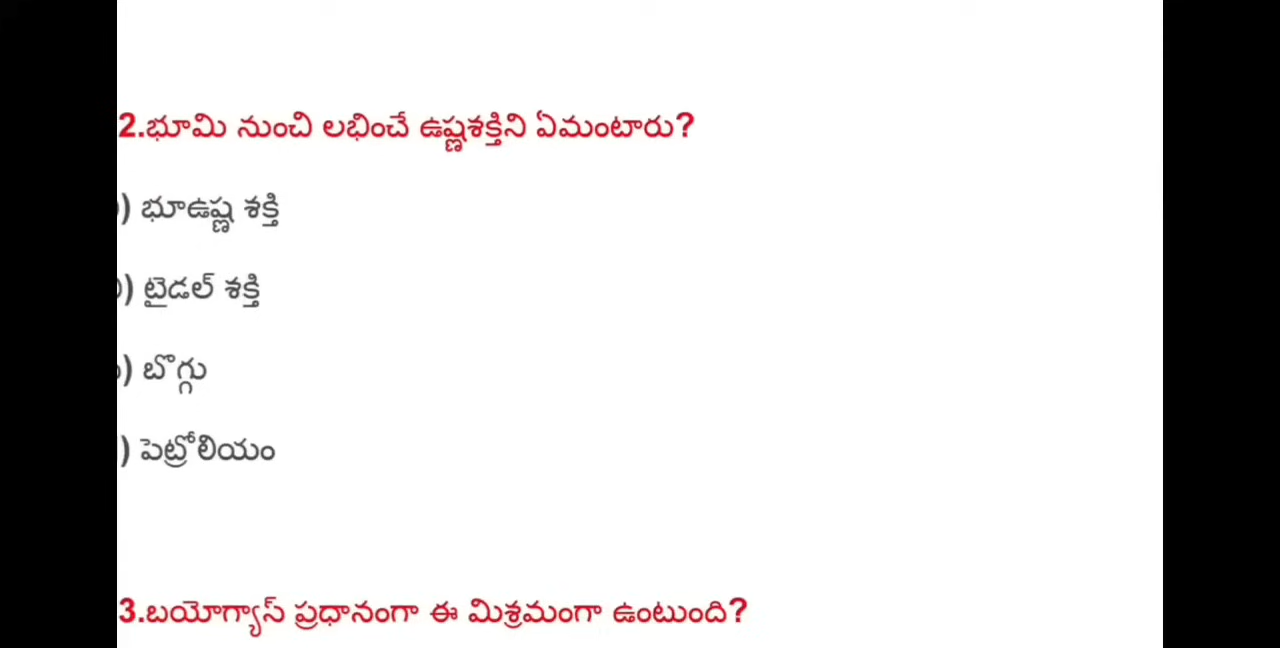 2.భూమి నుంచి లభించే ఉష్ణశక్తిని ఏమంటారు?
) భూఉష్ణ శక్తి
) టైడల్ శక్తి
) బొగ్గు
) పెట్రోలియం
3.బయోగ్యాస్ ప్రధానంగా ఈ మిశ్రమంగా ఉంటుంది?